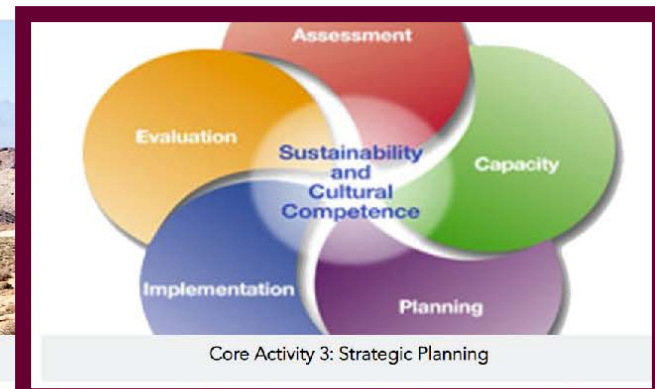 Assessment
Evaluation
Sustainability
and
Cultural
Competence
Capacity
Implementation
Planning
Core Activity 3: Strategic Planning